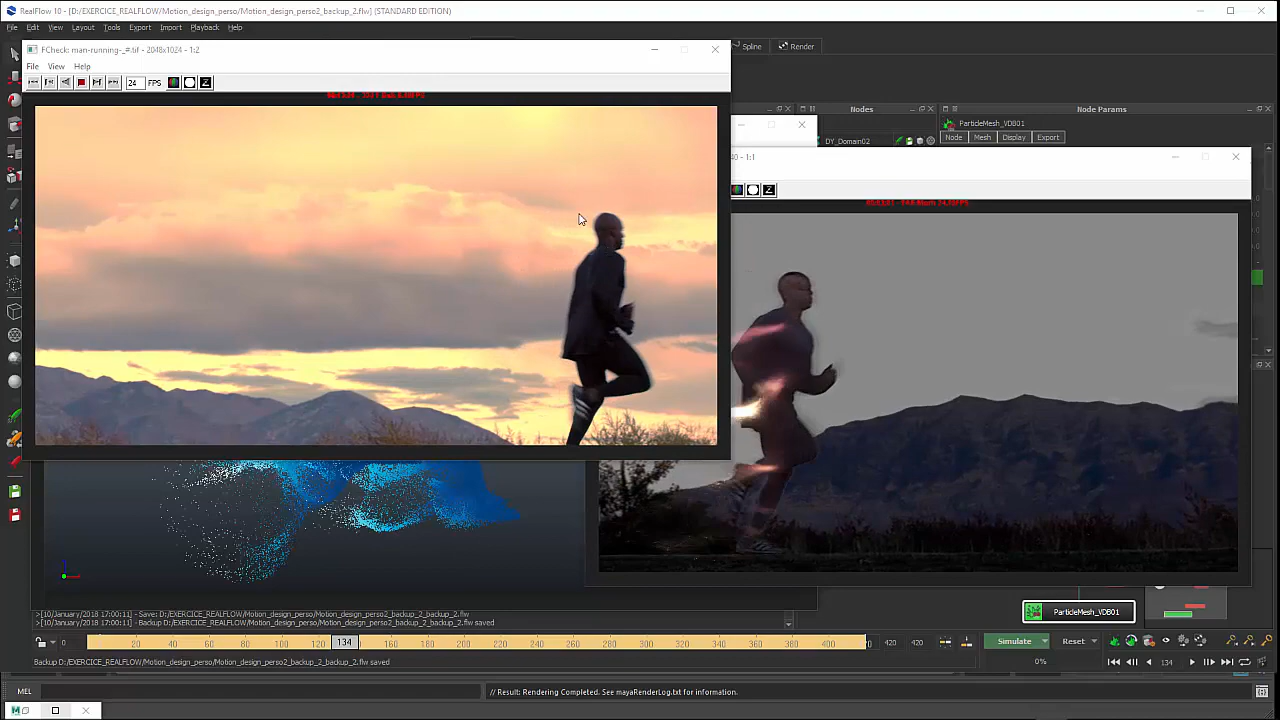 RealFlow 10 - [D:/EXERCICE_REALFLOW/Motion_design_perso/Motion_design_perso2_backup_2.flw] (STANDARD EDITION)
File Edit View Layout Tools Export Import Playback Help
FCheck: man-running-_#.tif - 2048x1024 - 1:2
Spline Render
File View Help
24 FPS
Nodes
Node Params
ParticleMesh_VDB01
DY_Domain02
Node Mesh Display Export
40 - 1:1
ParticleMesh_VDB01
>[10/January/2018 17:00:11] - Save: D:/EXERCICE_REALFLOW/Motion_design_perso/Motion_design_perso2_backup_2_backup_2.flw
>[10/January/2018 17:00:11] - Backup D:/EXERCICE_REALFLOW/Motion_design_perso/Motion_design_perso2_backup_2_backup_2.flw saved
0 20 40 60 80 100 120 134 160 180 200 220 240 260 280 300 320 340 360 380 400 420 420
Simulate Reset
Backup D:/EXERCICE_REALFLOW/Motion_design_perso/Motion_design_perso2_backup_2_backup_2.flw saved
0% 134
MEL // Result: Rendering Completed. See mayaRenderLog.txt for information.